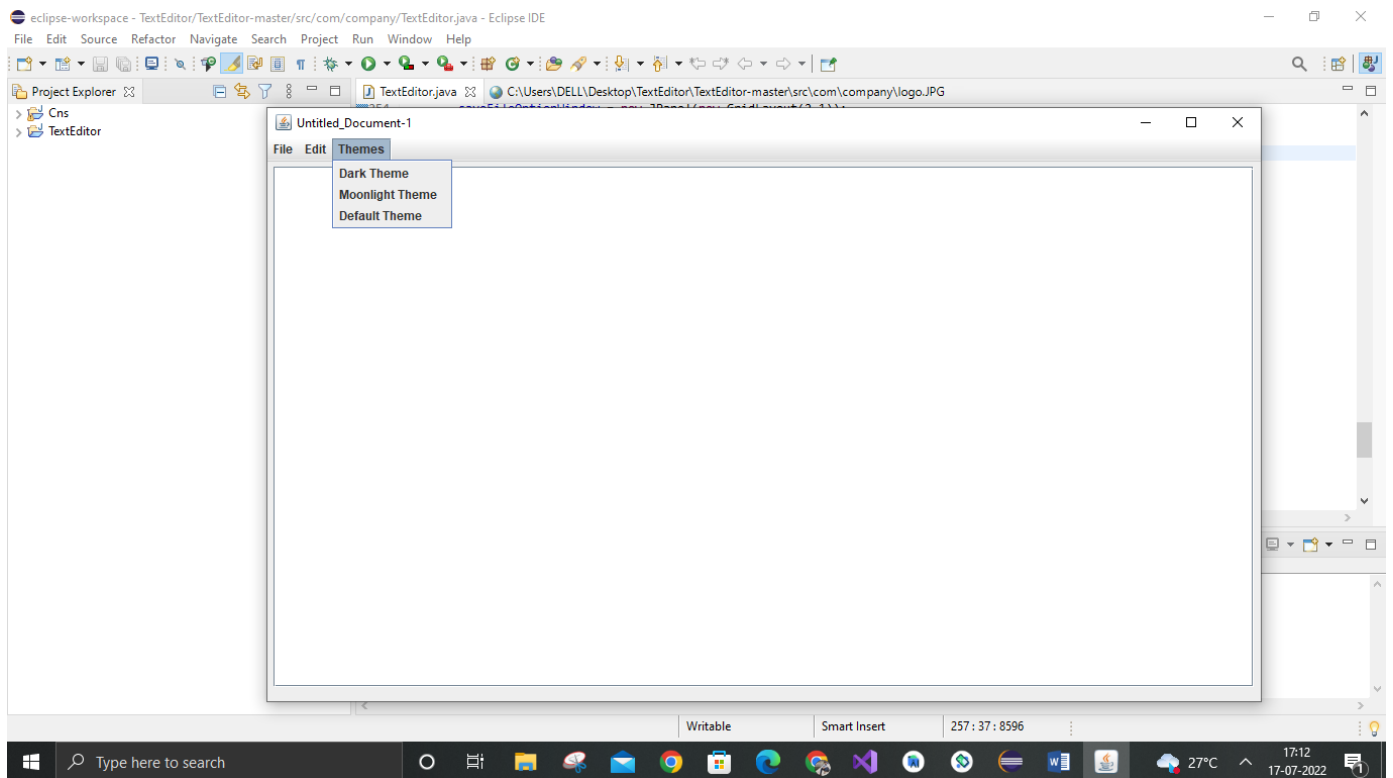 eclipse-workspace - TextEditor/TextEditor-master/src/com/company/TextEditor.java - Eclipse IDE
File Edit Source Refactor Navigate Search Project Run Window Help
Project Explorer
TextEditor.java C:\Users\DELL\Desktop\TextEditor\TextEditor-master\src\com\company\logo.JPG
Cns
TextEditor
Untitled_Document-1
File Edit Themes
Dark Theme
Moonlight Theme
Default Theme
Writable Smart Insert 257 : 37 : 8596
Type here to search
27°C
17:12
17-07-2022